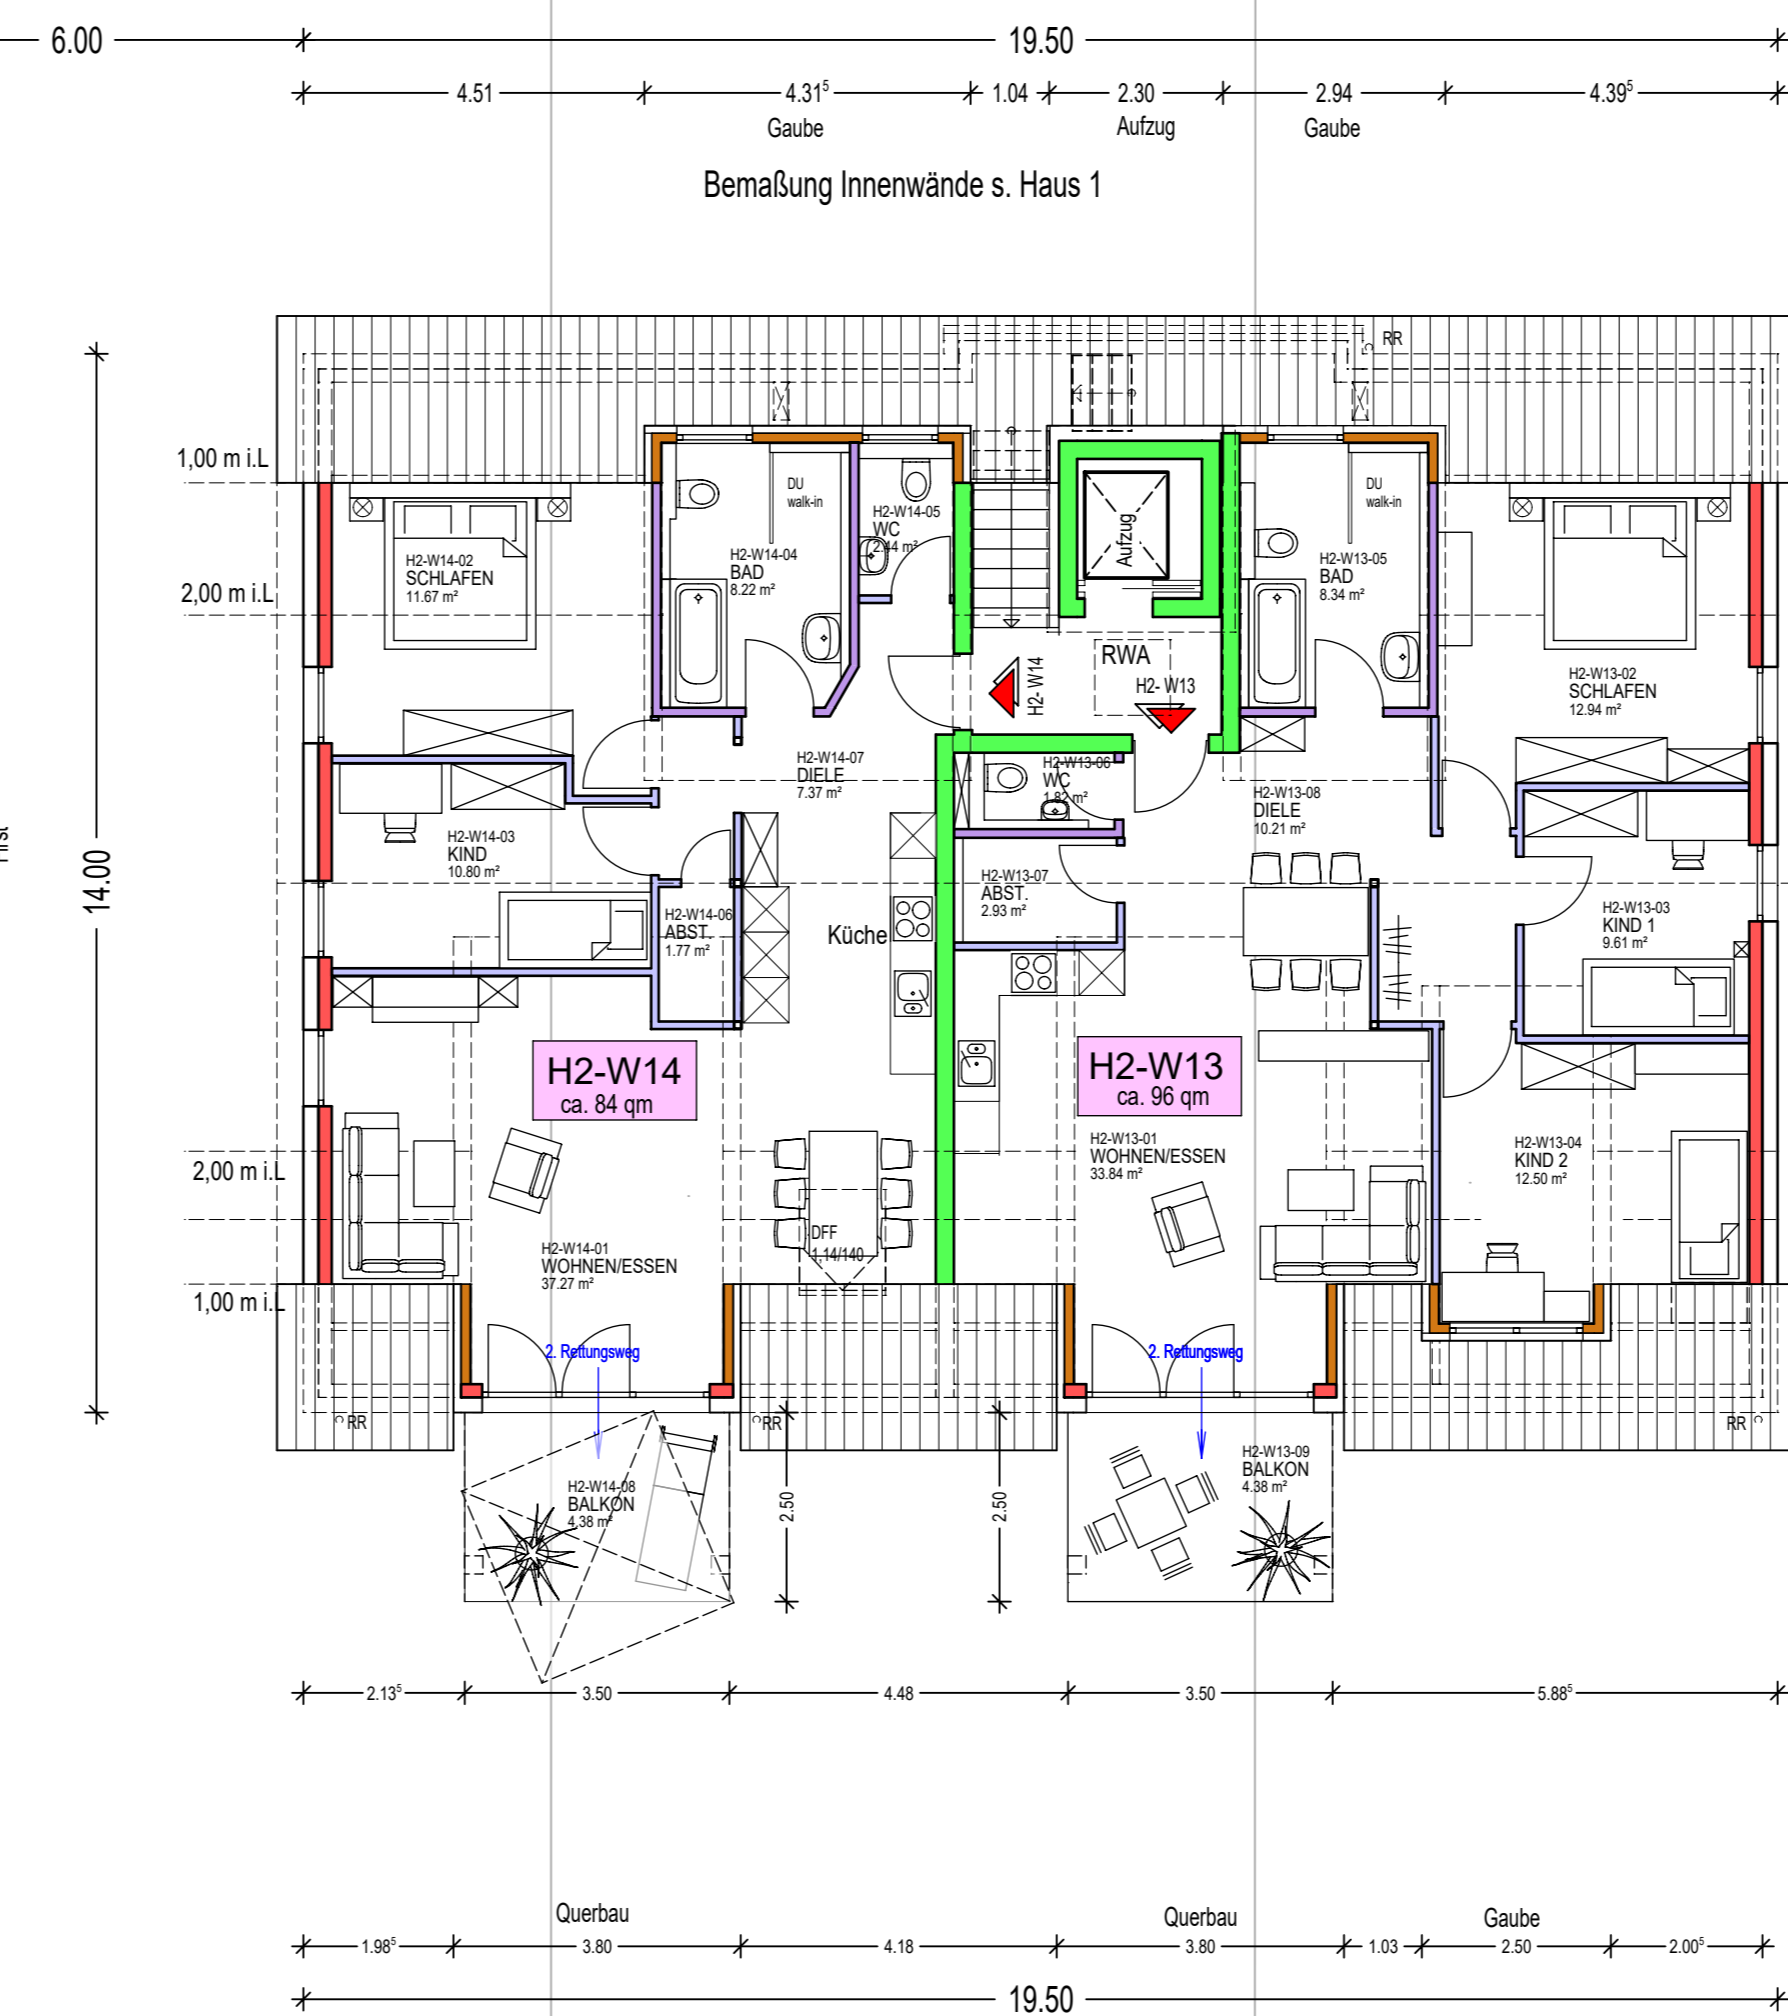 6.00
19.50
4.51
4.31⁵
1.04
2.30
2.94
4.39⁵
Gaube
Aufzug
Gaube
Bemaßung Innenwände s. Haus 1
RR
1,00 m i.L
2,00 m i.L
DU
walk-in
H2-W14-05
WC
2.44 m²
H2-W14-04
BAD
8.22 m²
H2-W14-02
SCHLAFEN
11.67 m²
Aufzug
DU
walk-in
H2-W13-05
BAD
8.34 m²
RWA
H2- W14
H2- W13
H2-W13-02
SCHLAFEN
12.94 m²
H2-W14-07
DIELE
7.37 m²
H2-W13-06
WC
1.82 m²
H2-W13-08
DIELE
10.21 m²
First
14.00
H2-W14-03
KIND
10.80 m²
H2-W14-06
ABST.
1.77 m²
Küche
H2-W13-07
ABST.
2.93 m²
H2-W13-03
KIND 1
9.61 m²
H2-W14
ca. 84 qm
H2-W13
ca. 96 qm
H2-W13-01
WOHNEN/ESSEN
33.84 m²
H2-W13-04
KIND 2
12.50 m²
2,00 m i.L
DFF
1,14/140
H2-W14-01
WOHNEN/ESSEN
37.27 m²
1,00 m i.L
2. Rettungsweg
2. Rettungsweg
RR
RR
RR
H2-W14-08
BALKON
4.38 m²
2.50
2.50
H2-W13-09
BALKON
4.38 m²
2.13⁵
3.50
4.48
3.50
5.88⁵
Querbau
Querbau
Gaube
1.98⁵
3.80
4.18
3.80
1.03
2.50
2.00⁵
19.50